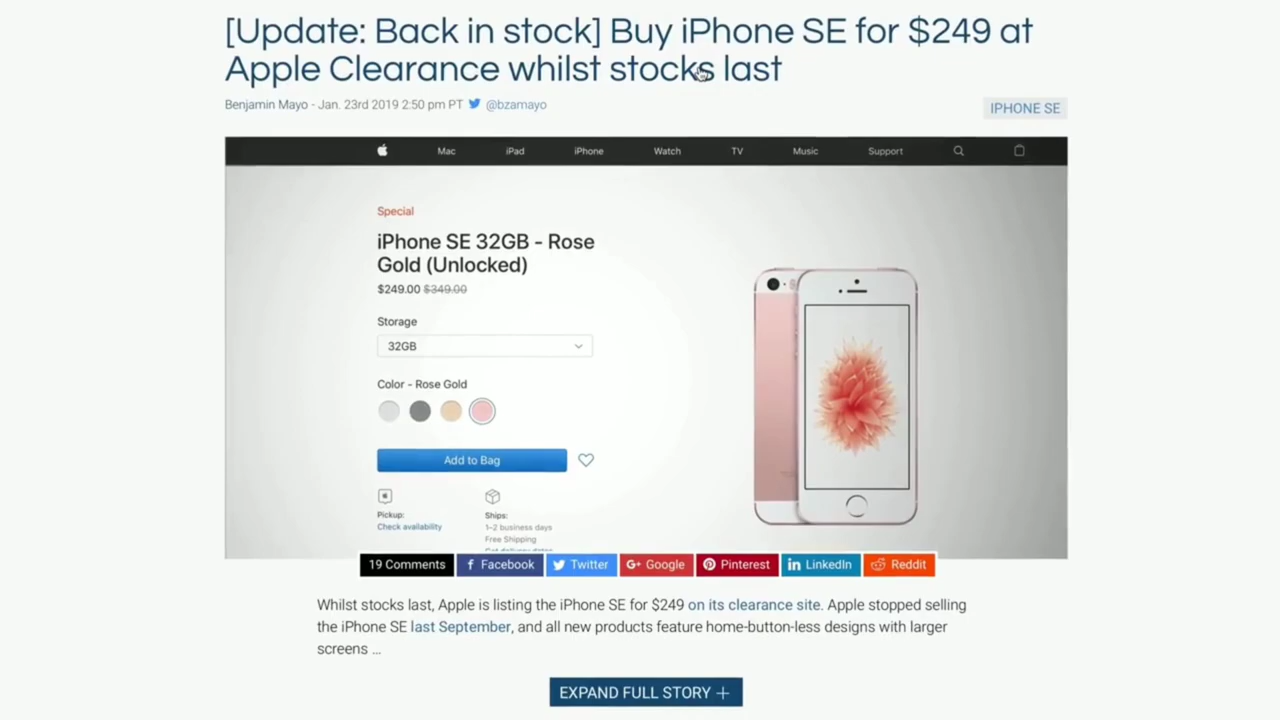 [Update: Back in stock] Buy iPhone SE for $249 at
Apple Clearance whilst stocks last
Benjamin Mayo - Jan. 23rd 2019 2:50 pm PT @bzamayo
IPHONE SE
Mac iPad iPhone Watch TV Music Support
Special
iPhone SE 32GB - Rose
Gold (Unlocked)
$249.00 $349.00
Storage
32GB
Color - Rose Gold
Add to Bag
Pickup:
Check availability
Ships:
1–2 business days
Free Shipping
Get delivery dates
19 Comments Facebook Twitter G+ Google Pinterest LinkedIn Reddit
Whilst stocks last, Apple is listing the iPhone SE for $249 on its clearance site. Apple stopped selling
the iPhone SE last September, and all new products feature home-button-less designs with larger
screens ...
EXPAND FULL STORY +